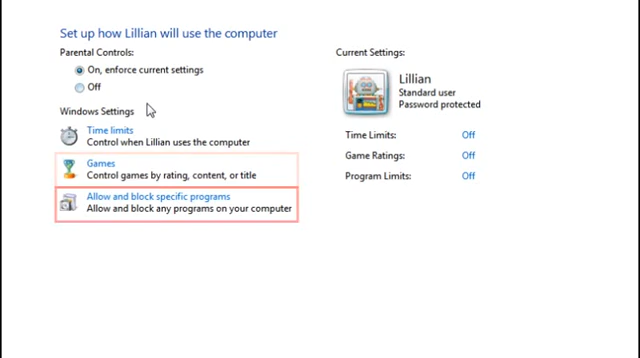 Set up how Lillian will use the computer
Parental Controls:
On, enforce current settings
Off
Windows Settings
Time limits
Control when Lillian uses the computer
Games
Control games by rating, content, or title
Allow and block specific programs
Allow and block any programs on your computer
Current Settings:
Lillian
Standard user
Password protected
Time Limits: Off
Game Ratings: Off
Program Limits: Off